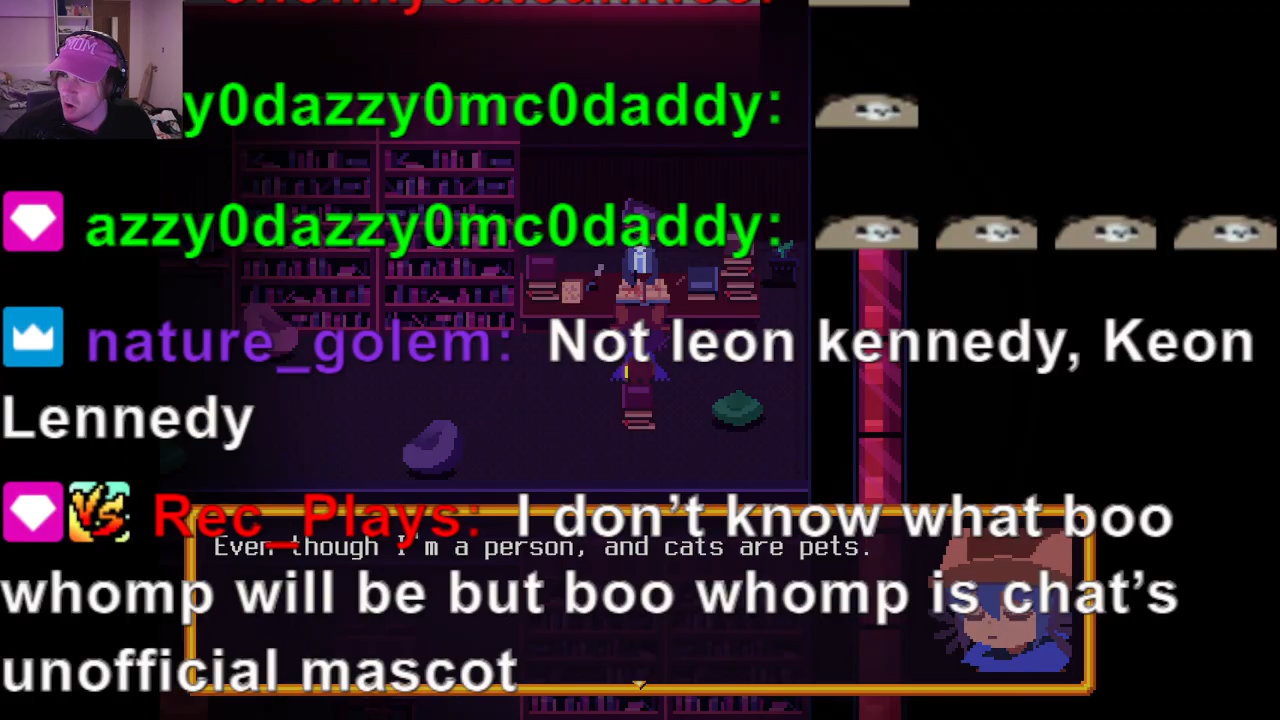 MOM
y0dazzy0mc0daddy:
azzy0dazzy0mc0daddy:
nature_golem: Not leon kennedy, Keon
Lennedy
Rec_Plays: I don't know what boo
Even though I'm a person, and cats are pets.
whomp will be but boo whomp is chat's
unofficial mascot